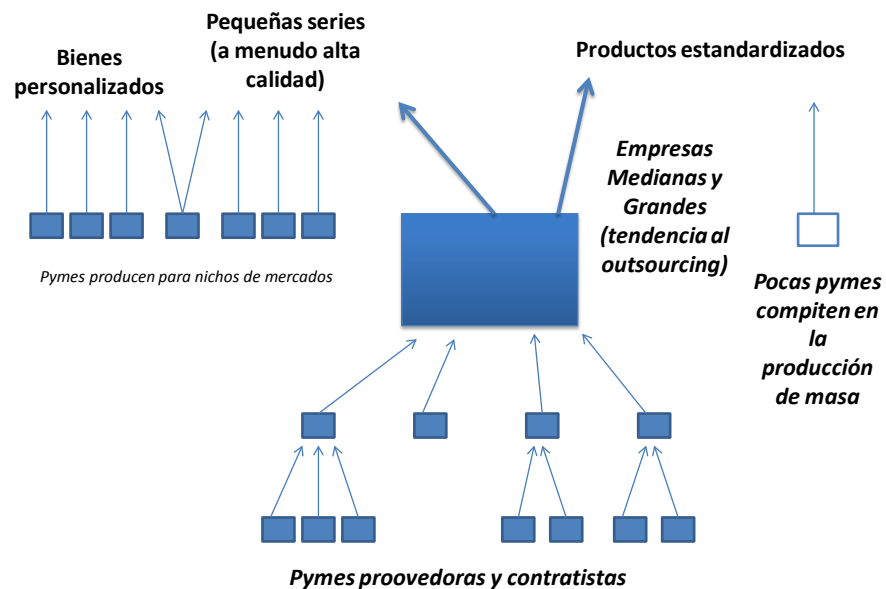 Bienes
personalizados
Pequeñas series
(a menudo alta
calidad)
Productos estandardizados
Empresas
Medianas y
Grandes
(tendencia al
outsourcing)
Pymes producen para nichos de mercados
Pocas pymes
compiten en
la
producción
de masa
Pymes proovedoras y contratistas